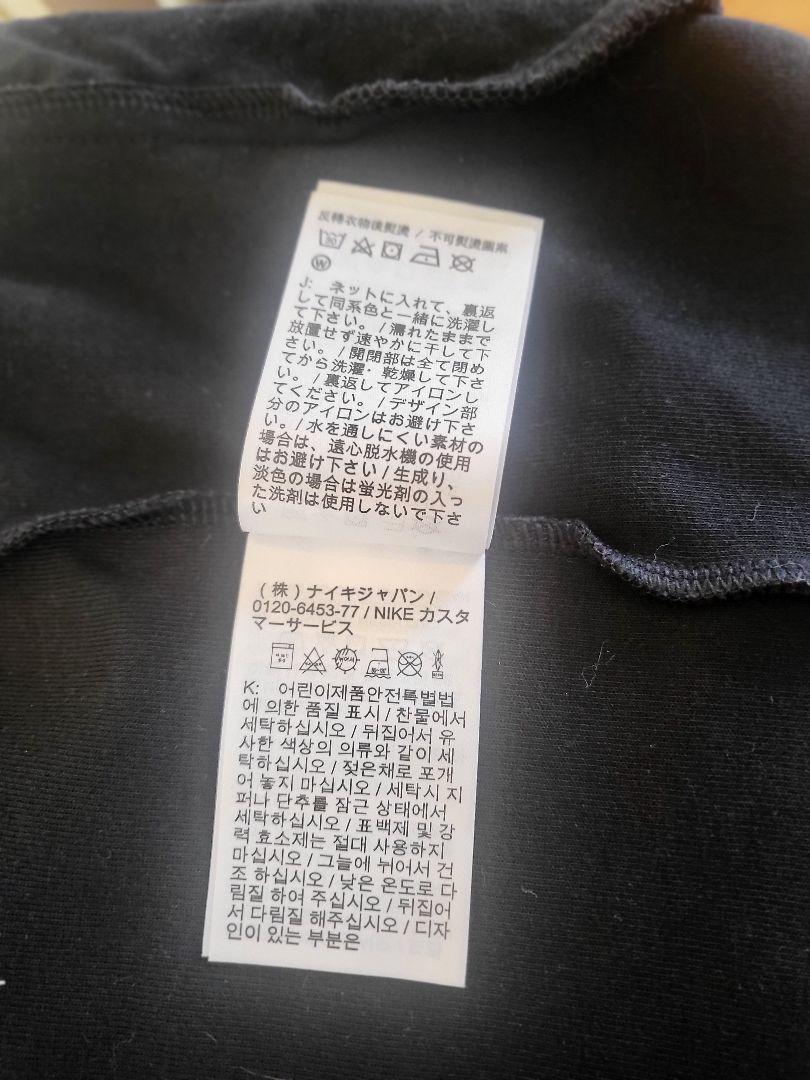 反轉衣物後熨燙 / 不可熨燙圖案
30
W
J: ネットに入れて、裏返
して同系色と一緒に洗濯し
て下さい。/濡れたままで
放置せず速やかに干して下
さい。/開閉部は全て閉め
てから洗濯・乾燥して下さ
い。/裏返してアイロンし
てください。/デザイン部
分のアイロンはお避け下さ
い。/水を通しにくい素材の
場合は、遠心脱水機の使用
はお避け下さい/生成り、
淡色の場合は蛍光剤の入っ
た洗剤は使用しないで下さ
い
(株)ナイキジャパン/
0120-6453-77 / NIKE カスタ
マーサービス
K: 어린이제품안전특별법
에 의한 품질 표시 / 찬물에서
세탁하십시오 / 뒤집어서 유
사한 색상의 의류와 같이 세
탁하십시오 / 젖은채로 포개
어 놓지 마십시오 / 세탁시 지
퍼나 단추를 잠근 상태에서
세탁하십시오 / 표백제 및 강
력 효소제는 절대 사용하지
마십시오 / 그늘에 뉘어서 건
조 하십시오 / 낮은 온도로 다
림질 하여 주십시오 / 뒤집어
서 다림질 해주십시오 / 디자
인이 있는 부분은